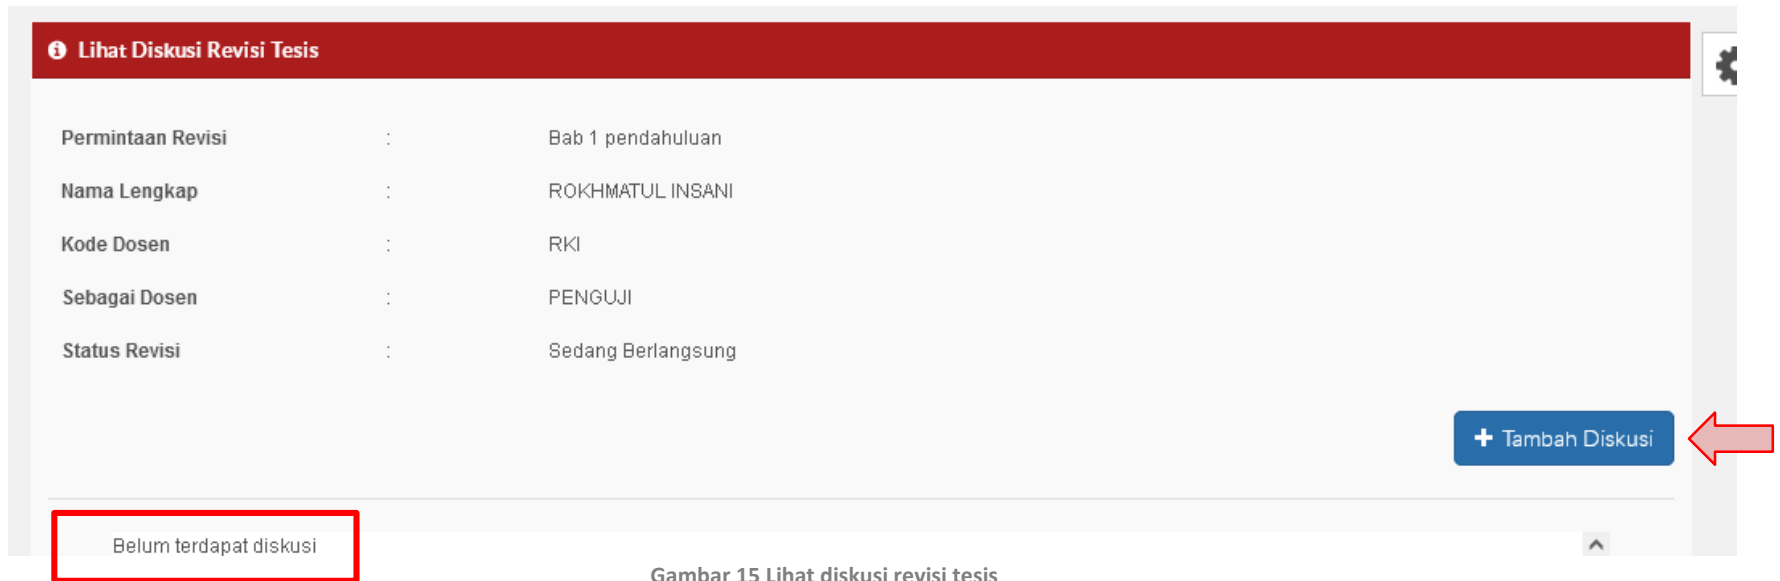 Lihat Diskusi Revisi Tesis
Permintaan Revisi : Bab 1 pendahuluan
Nama Lengkap : ROKHMATUL INSANI
Kode Dosen : RKI
Sebagai Dosen : PENGUJI
Status Revisi : Sedang Berlangsung
+ Tambah Diskusi
Belum terdapat diskusi
Gambar 15 Lihat diskusi revisi tesis